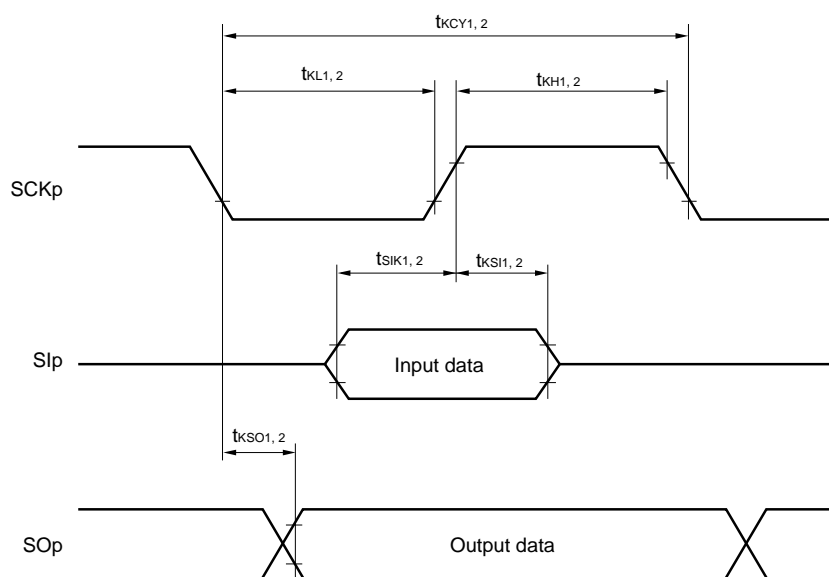 tKCY1, 2
tKL1, 2
tKH1, 2
SCKp
tSIK1, 2
tKSI1, 2
SIp
Input data
tKSO1, 2
SOp
Output data